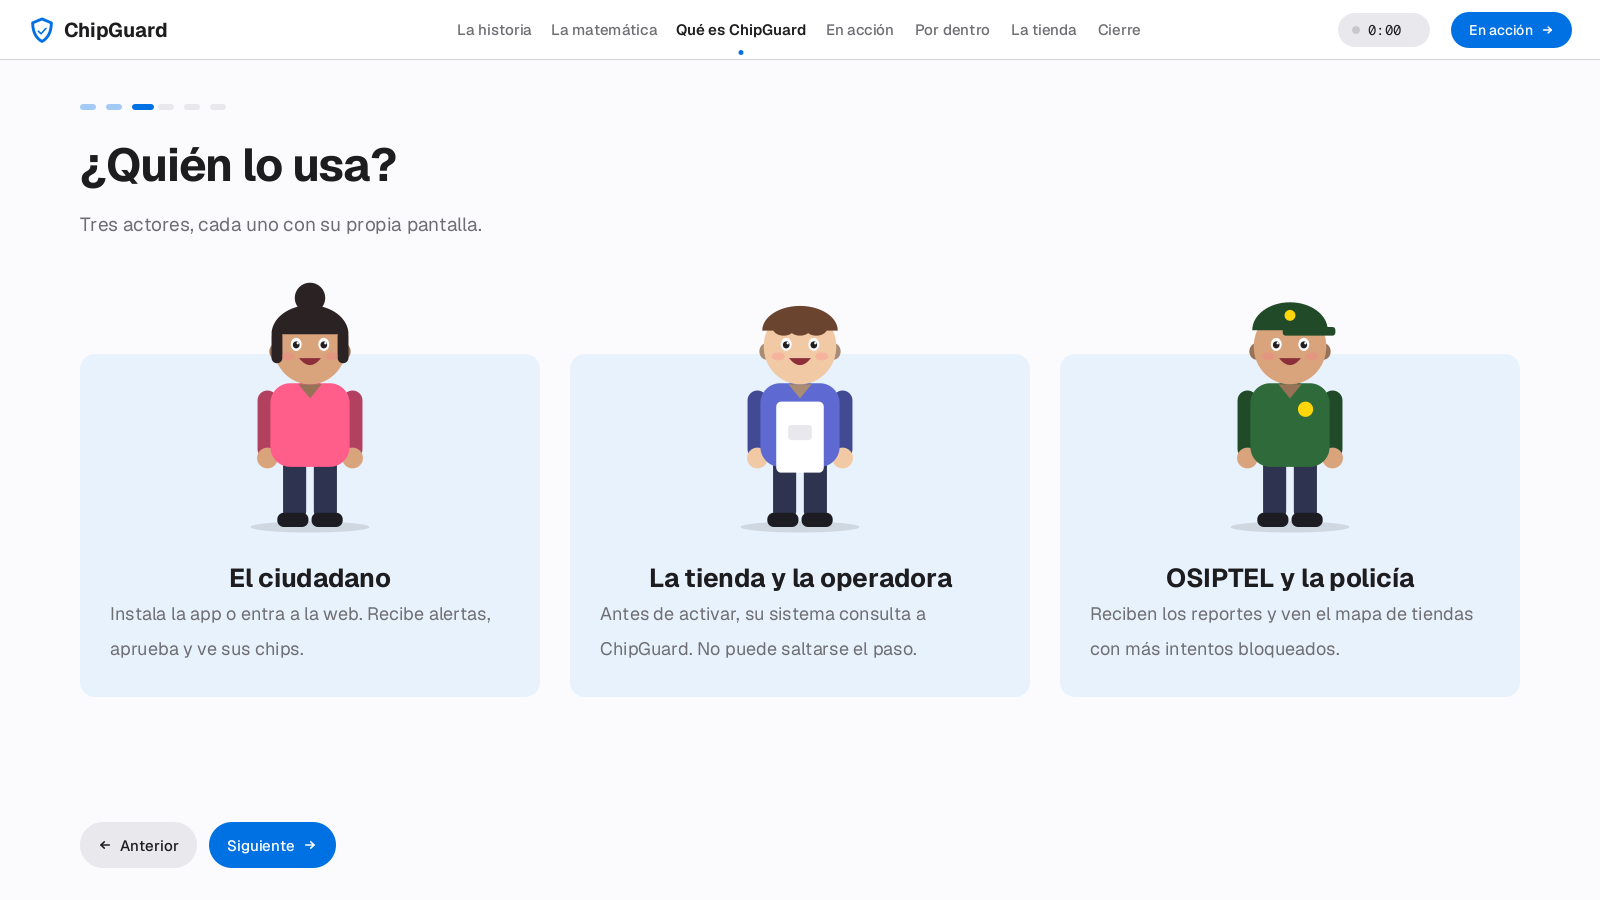 ChipGuard
La historia
La matemática
Qué es ChipGuard
En acción
Por dentro
La tienda
Cierre
0:00
En acción →
¿Quién lo usa?
Tres actores, cada uno con su propia pantalla.
El ciudadano
Instala la app o entra a la web. Recibe alertas,
aprueba y ve sus chips.
La tienda y la operadora
Antes de activar, su sistema consulta a
ChipGuard. No puede saltarse el paso.
OSIPTEL y la policía
Reciben los reportes y ven el mapa de tiendas
con más intentos bloqueados.
← Anterior
Siguiente →